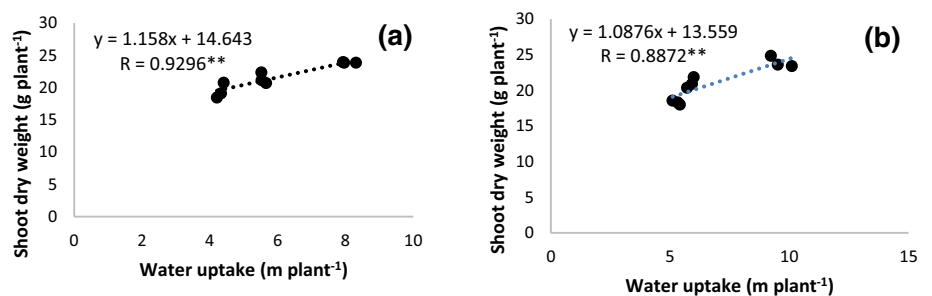 (a)
y = 1.158x + 14.643
R = 0.9296**
Shoot dry weight (g plant-1)
30
25
20
15
10
5
0
0 2 4 6 8 10
Water uptake (m plant-1)
(b)
y = 1.0876x + 13.559
R = 0.8872**
Shoot dry weight (g plant-1)
30
25
20
15
10
5
0
0 5 10 15
Water uptake (m plant-1)